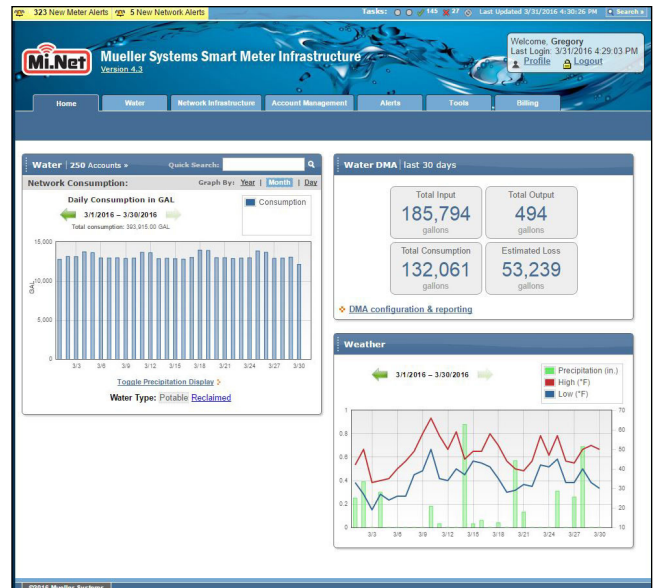 323 New Meter Alerts 5 New Network Alerts Tasks: 0 0 145 27 Last Updated 3/31/2016 4:30:26 PM Search »
Mi.Net
Mueller Systems Smart Meter Infrastructure
Version 4.3
Welcome, Gregory
Last Login: 3/31/2016 4:29:03 PM
Profile Logout
Home Water Network Infrastructure Account Management Alerts Tools Billing
Water | 250 Accounts » Quick Search:
Network Consumption: Graph By: Year | Month | Day
Daily Consumption in GAL
3/1/2016 – 3/30/2016
Total consumption: 393,915.00 GAL
Consumption
15,000
10,000
5,000
0
GAL
3/3 3/6 3/9 3/12 3/15 3/18 3/21 3/24 3/27 3/30
Toggle Precipitation Display
Water Type: Potable Reclaimed
Water DMA | last 30 days
Total Input
185,794
gallons
Total Output
494
gallons
Total Consumption
132,061
gallons
Estimated Loss
53,239
gallons
DMA configuration & reporting
Weather
3/1/2016 – 3/30/2016
Precipitation (in.)
High (°F)
Low (°F)
1 70
0.8 60
0.6 50
0.4 40
0.2 30
20
0 10
3/3 3/6 3/9 3/12 3/15 3/18 3/21 3/24 3/27 3/30
©2016 Mueller Systems